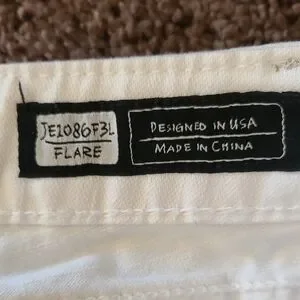 JE1086F3L
FLARE
DESIGNED IN USA
MADE IN CHINA